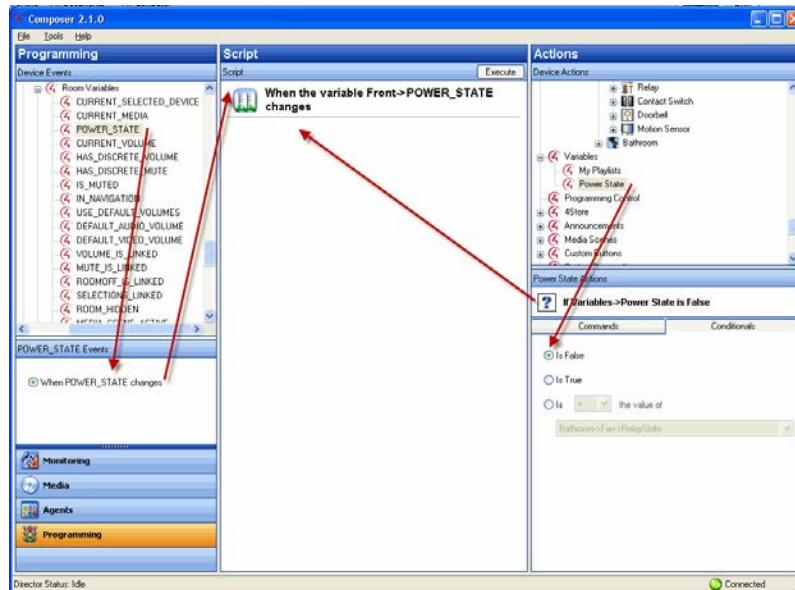 Composer 2.1.0
File Tools Help
Programming
Device Events
Room Variables
CURRENT_SELECTED_DEVICE
CURRENT_MEDIA
POWER_STATE
CURRENT_VOLUME
HAS_DISCRETE_VOLUME
HAS_DISCRETE_MUTE
IS_MUTED
IN_NAVIGATION
USE_DEFAULT_VOLUMES
DEFAULT_AUDIO_VOLUME
DEFAULT_VIDEO_VOLUME
VOLUME_IS_LINKED
MUTE_IS_LINKED
ROOMOFF_IS_LINKED
SELECTIONS_LINKED
ROOM_HIDDEN
MEDIA_SCENE_ACTIVE
POWER_STATE Events
When POWER_STATE changes
Monitoring
Media
Agents
Programming
Script
Script Execute
When the variable Front->POWER_STATE
changes
Actions
Device Actions
Relay
Contact Switch
Doorbell
Motion Sensor
Bathroom
Variables
My Playlists
Power State
Programming Control
4Store
Announcements
Media Scenes
Custom Buttons
Power State Actions
If Variables->Power State is False
Commands Conditionals
Is False
Is True
Is = the value of
Bathroom->Fan->RelayState
Director Status: Idle
Connected